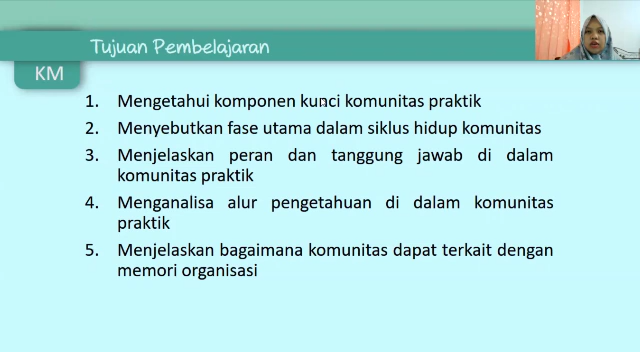 Tujuan Pembelajaran
KM
1. Mengetahui komponen kunci komunitas praktik
2. Menyebutkan fase utama dalam siklus hidup komunitas
3. Menjelaskan peran dan tanggung jawab di dalam
komunitas praktik
4. Menganalisa alur pengetahuan di dalam komunitas
praktik
5. Menjelaskan bagaimana komunitas dapat terkait dengan
memori organisasi